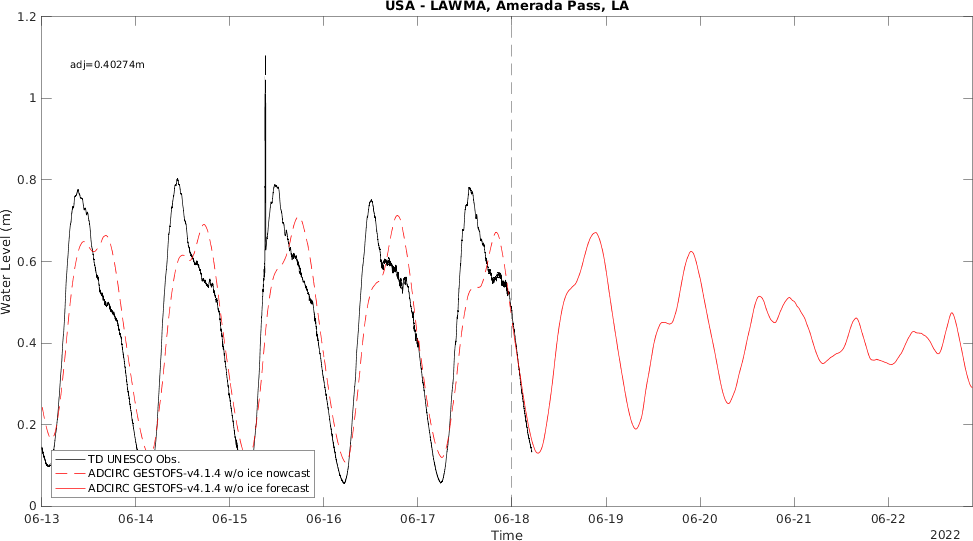 USA - LAWMA, Amerada Pass, LA
1.2
adj=0.40274m
1
0.8
0.6
0.4
0.2
0
Water Level (m)
TD UNESCO Obs.
ADCIRC GESTOFS-v4.1.4 w/o ice nowcast
ADCIRC GESTOFS-v4.1.4 w/o ice forecast
06-13 06-14 06-15 06-16 06-17 06-18 06-19 06-20 06-21 06-22
Time
2022